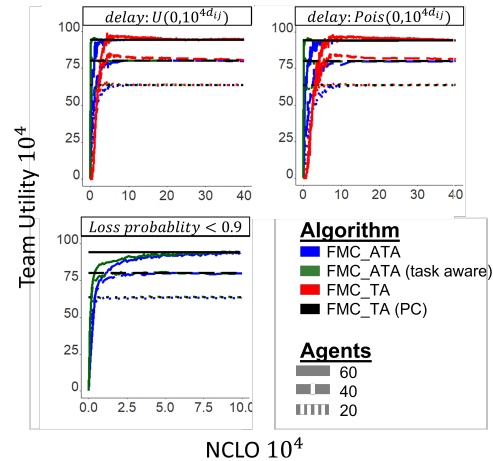 delay: U(0,10^{4d_{ij}})
delay: Pois(0,10^{4d_{ij}})
100
75
50
25
0
0 10 20 30 40
100
75
50
25
0
0 10 20 30 40
Loss probablity < 0.9
100
75
50
25
0
0.0 2.5 5.0 7.5 10.0
Team Utility 10^4
NCLO 10^4
Algorithm
FMC_ATA
FMC_ATA (task aware)
FMC_TA
FMC_TA (PC)
Agents
60
40
20